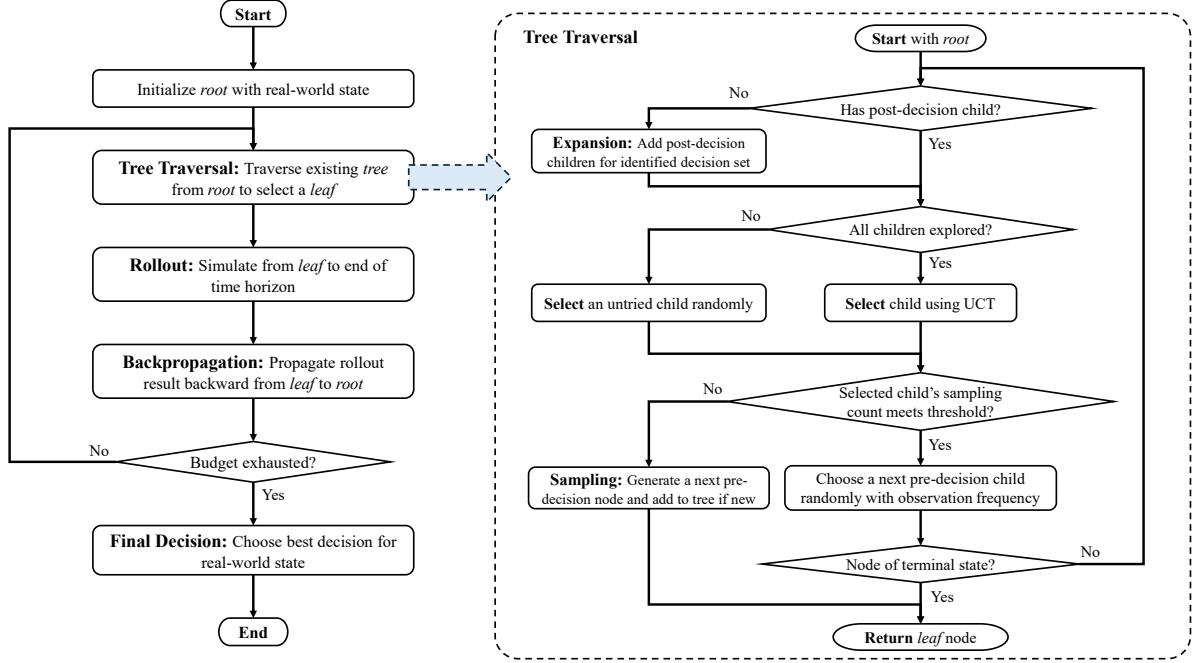 Start
Initialize root with real-world state
Tree Traversal: Traverse existing tree
from root to select a leaf
Rollout: Simulate from leaf to end of
time horizon
Backpropagation: Propagate rollout
result backward from leaf to root
No
Budget exhausted?
Yes
Final Decision: Choose best decision for
real-world state
End
Tree Traversal
Start with root
No
Has post-decision child?
Yes
Expansion: Add post-decision
children for identified decision set
No
All children explored?
Yes
Select an untried child randomly
Select child using UCT
No
Selected child's sampling
count meets threshold?
Yes
Sampling: Generate a next pre-
decision node and add to tree if new
Choose a next pre-decision child
randomly with observation frequency
Node of terminal state?
No
Yes
Return leaf node